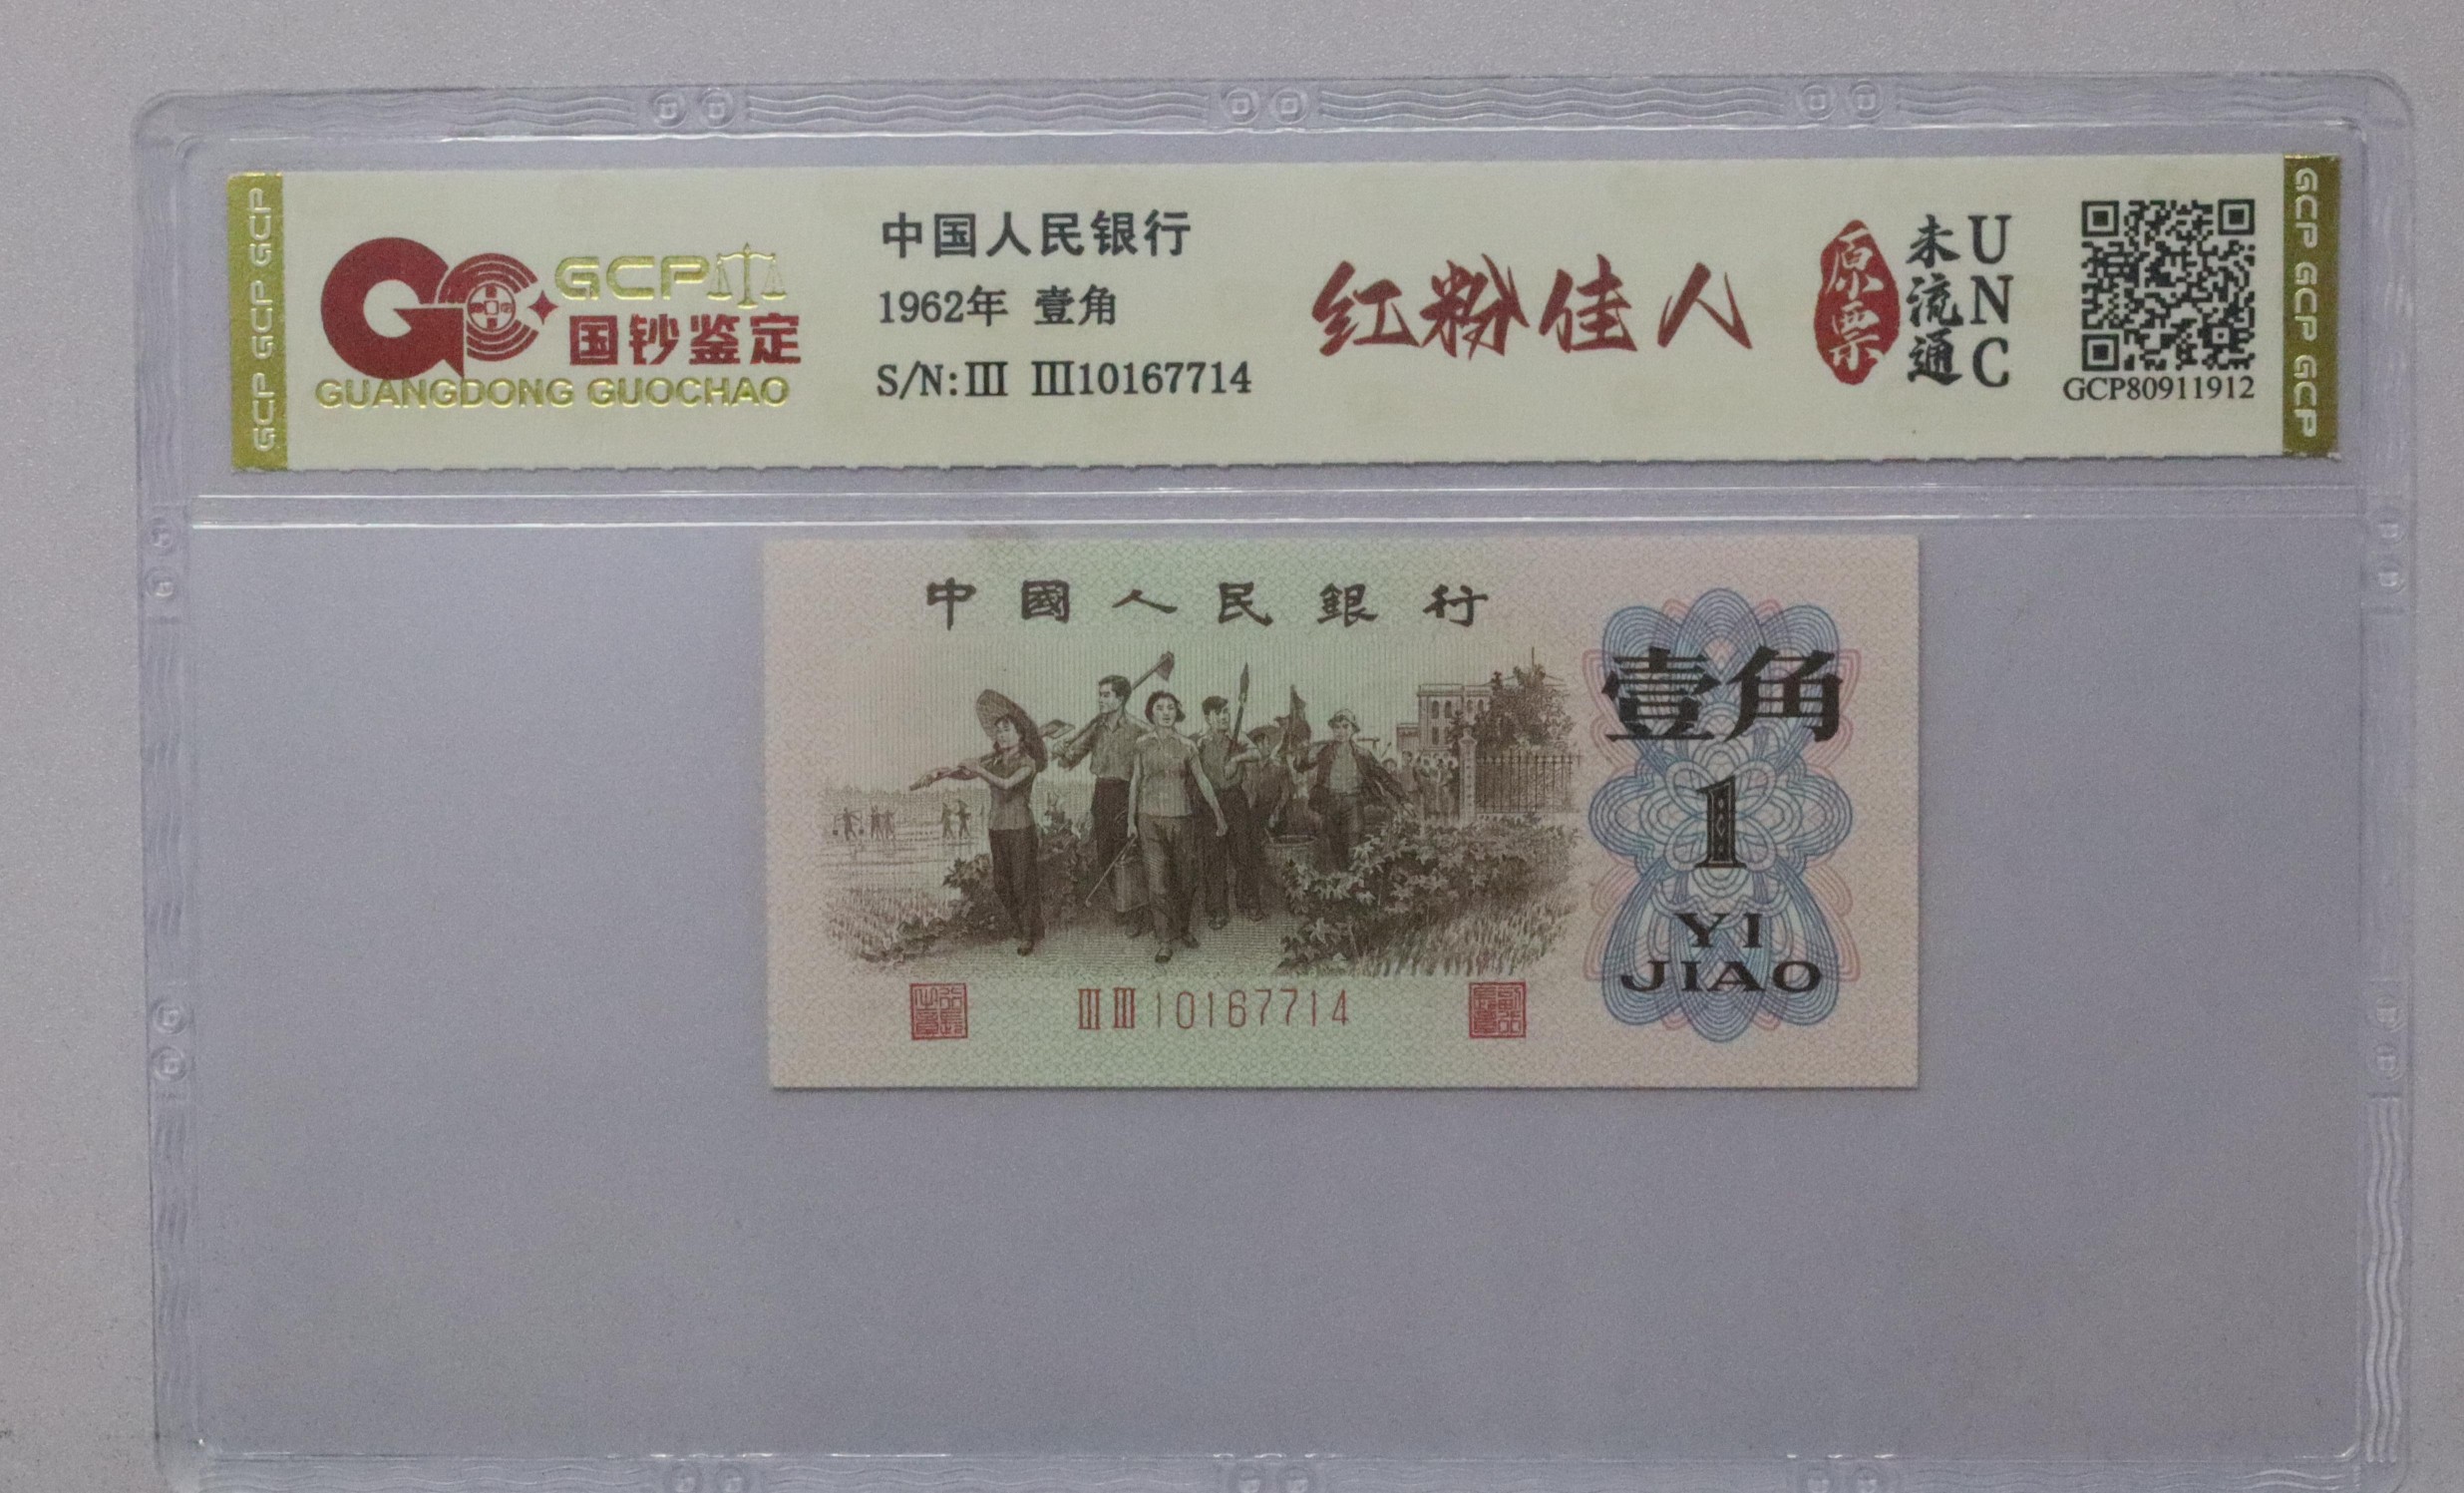 GCP GCP GCP
GCP
国钞鉴定
GUANGDONG GUOCHAO
中国人民银行
1962年 壹角
S/N:III III10167714
红粉佳人
原票
未流通
UNC
GCP80911912
GCP GCP GCP
中國人民銀行
壹角
1
YI
JIAO
III III 10167714